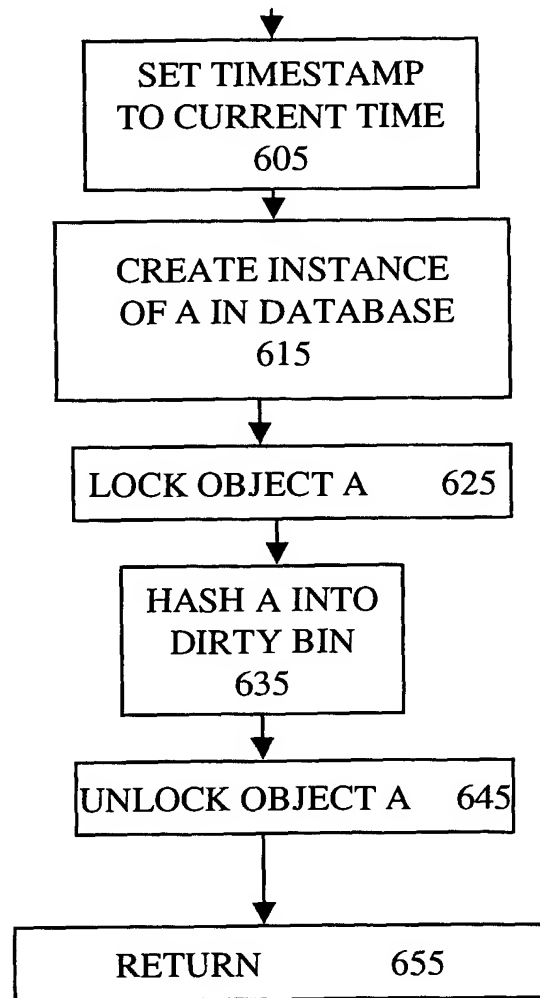 SET TIMESTAMP
TO CURRENT TIME
605
CREATE INSTANCE
OF A IN DATABASE
615
LOCK OBJECT A 625
HASH A INTO
DIRTY BIN
635
UNLOCK OBJECT A 645
RETURN 655